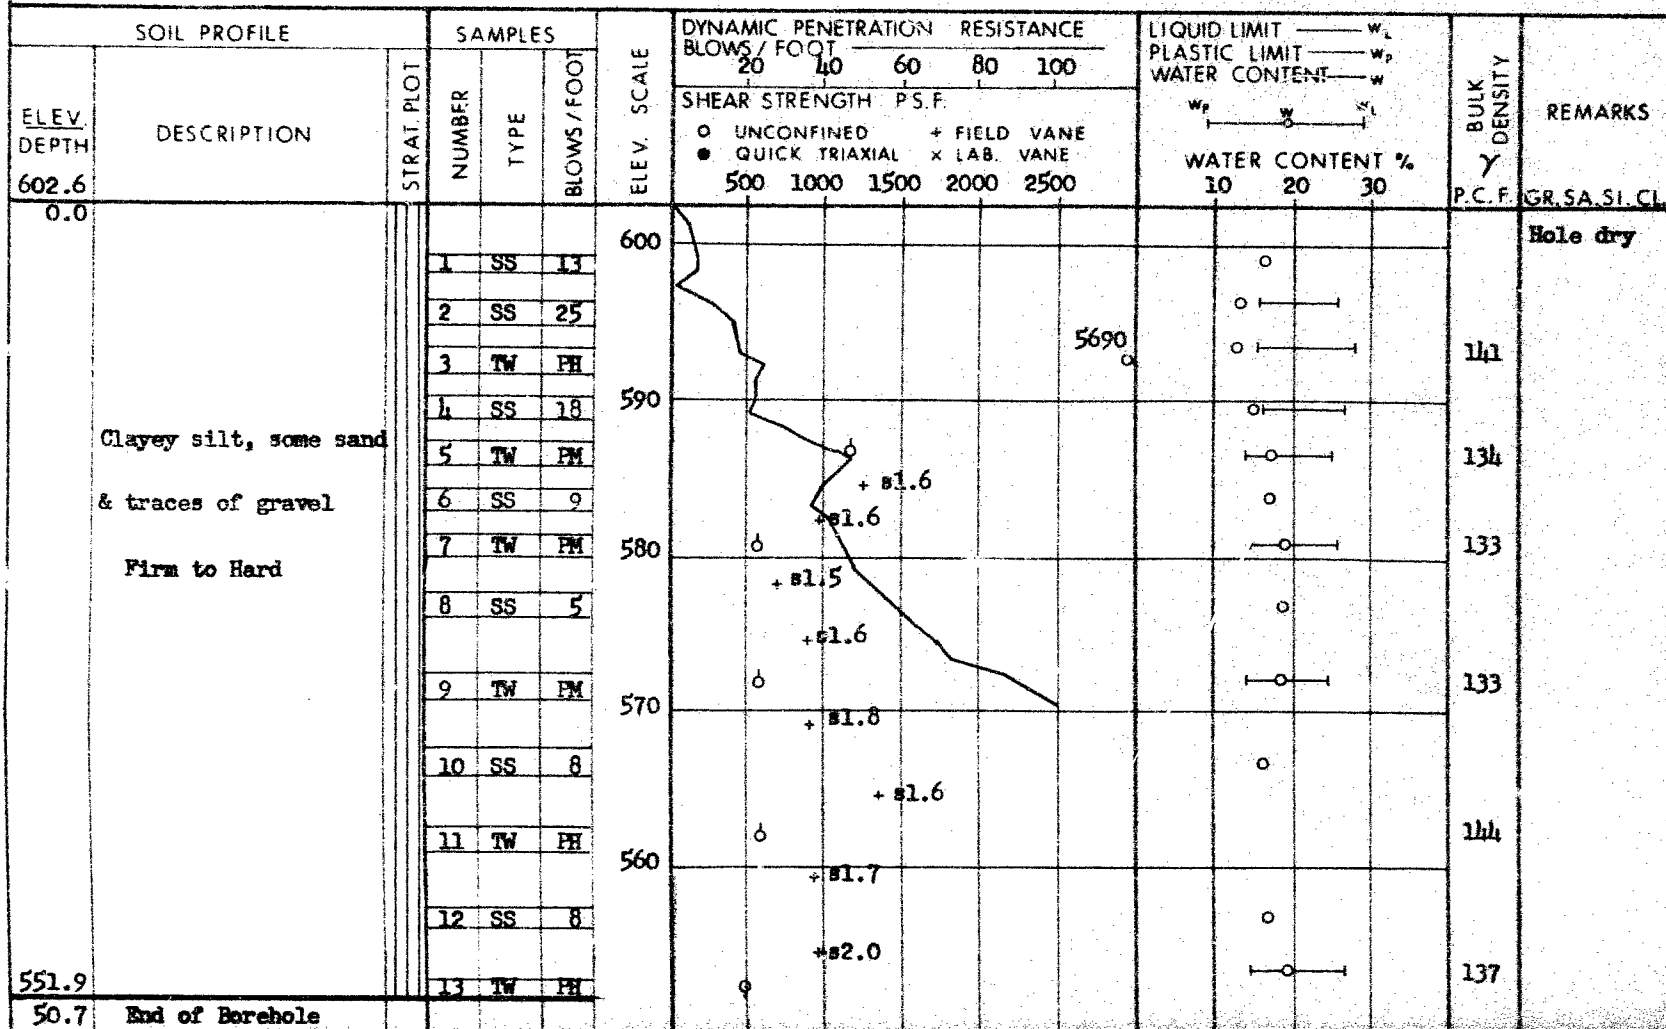 SOIL PROFILE
SAMPLES
ELEV. SCALE
DYNAMIC PENETRATION RESISTANCE
BLOWS / FOOT
20 40 60 80 100
SHEAR STRENGTH P.S.F.
O UNCONFINED + FIELD VANE
● QUICK TRIAXIAL × LAB. VANE
500 1000 1500 2000 2500
LIQUID LIMIT —— wL
PLASTIC LIMIT —— wP
WATER CONTENT —— w
wP w wL
WATER CONTENT %
10 20 30
BULK DENSITY
γ
P.C.F.
REMARKS
GR. SA. SI. CL.
ELEV.
DEPTH
DESCRIPTION
STRAT PLOT
NUMBER
TYPE
BLOWS / FOOT
602.6
0.0
600
Hole dry
1 SS 13
2 SS 25
5690
3 TW PH 141
4 SS 18 590
Clayey silt, some sand
5 TW PM 134
+ s1.6
& traces of gravel
6 SS 9
+s1.6
7 TW PM 580 133
Firm to Hard
+ s1.5
8 SS 5
+s1.6
9 TW PM 133
570
+ s1.8
10 SS 8
+ s1.6
11 TW PH 144
560
+s1.7
12 SS 8
+s2.0
551.9
13 TW PH 137
50.7 End of Borehole